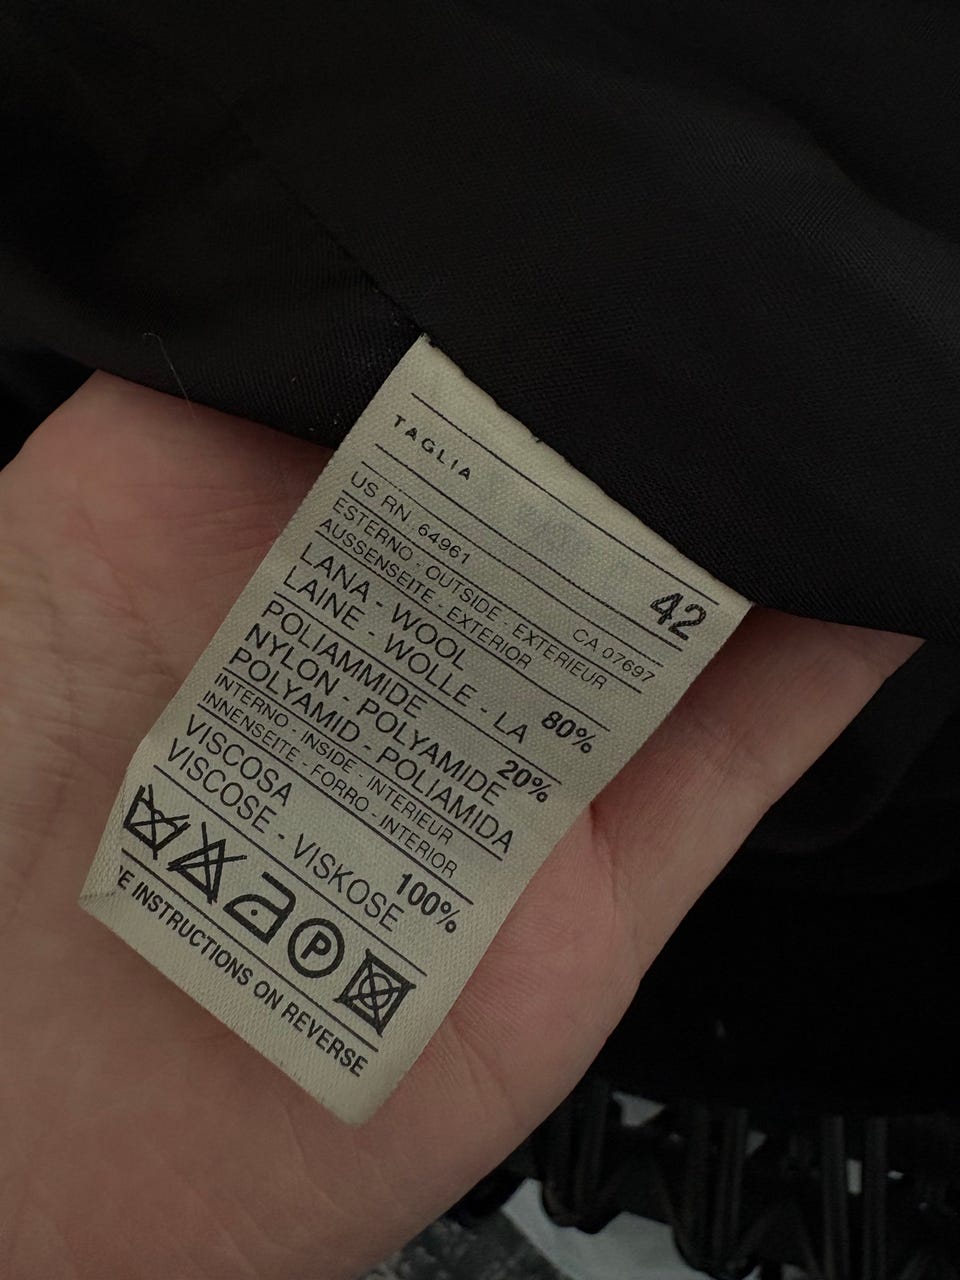 TAGLIA 42
US RN. 64961 CA 07697
ESTERNO - OUTSIDE - EXTERIEUR
AUSSENSEITE - EXTERIOR
LANA - WOOL 80%
LAINE - WOLLE - LA
POLIAMMIDE 20%
NYLON - POLYAMIDE
POLYAMID - POLIAMIDA
INTERNO - INSIDE - INTERIEUR
INNENSEITE - FORRO - INTERIOR
VISCOSA 100%
VISCOSE - VISKOSE
P
INSTRUCTIONS ON REVERSE